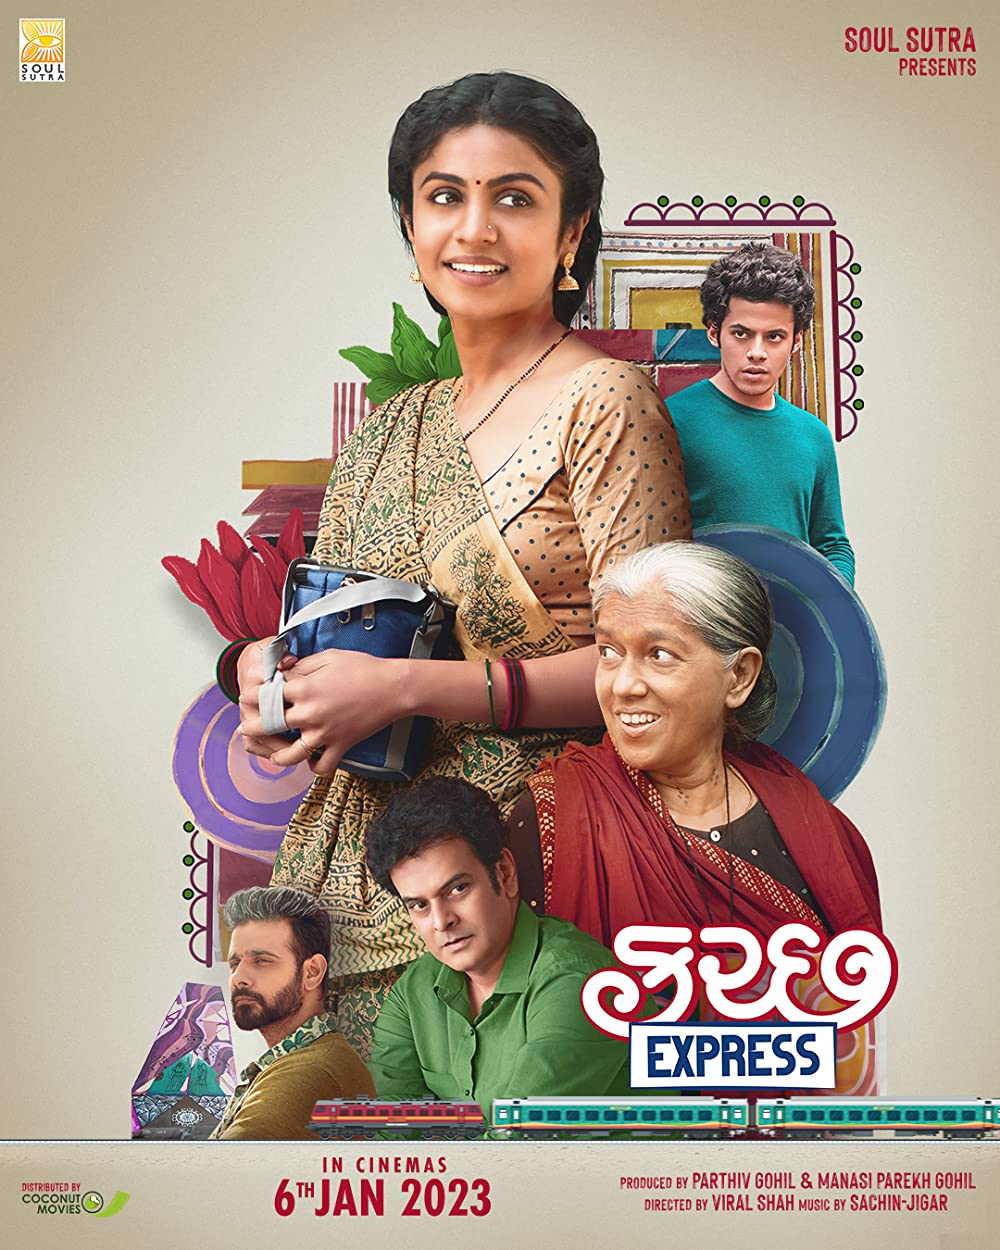 SOUL
SUTRA
SOUL SUTRA
PRESENTS
કચ્છ
EXPRESS
IN CINEMAS
6TH JAN 2023
DISTRIBUTED BY
COCONUT
MOVIES
PRODUCED BY PARTHIV GOHIL & MANASI PAREKH GOHIL
DIRECTED BY VIRAL SHAH MUSIC BY SACHIN-JIGAR